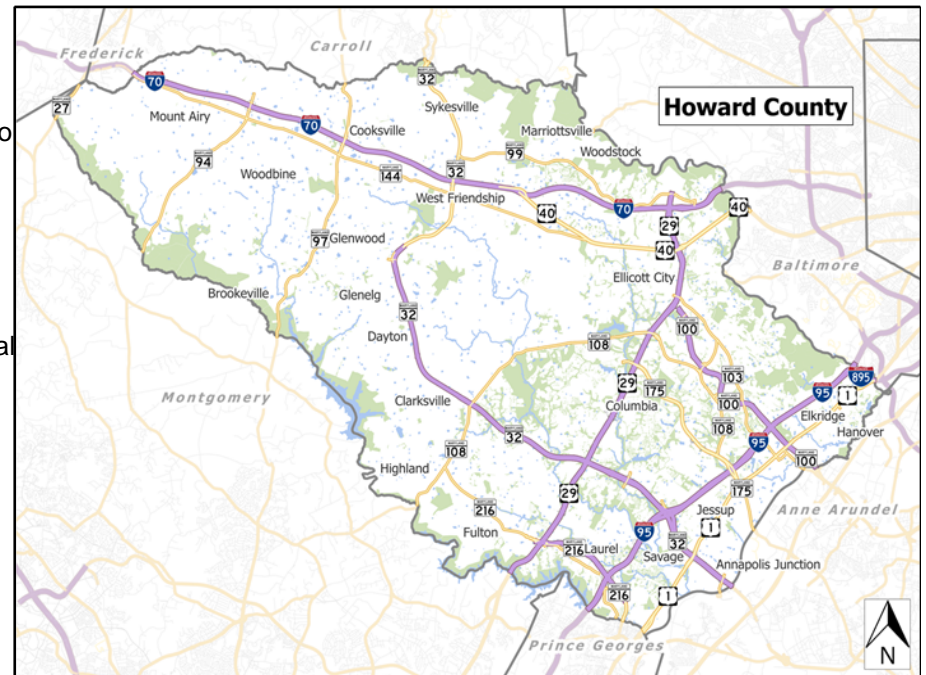 Frederick
Carroll
70
32
27
Mount Airy
70
Sykesville
Howard County
o
Cooksville
Marriottsville
94
99
Woodstock
Woodbine
144
32
West Friendship
40
70
29
40
97
Glenwood
40
Ellicott City
Baltimore
Brookeville
Glenelg
32
Dayton
100
al
108
103
895
29
175
95
Montgomery
Clarksville
Columbia
100
1
Elkridge
108
Hanover
32
95
108
100
Highland
29
175
216
Jessup
Anne Arundel
Fulton
95
1
216
Laurel
Savage
32
Annapolis Junction
216
1
Prince Georges
N